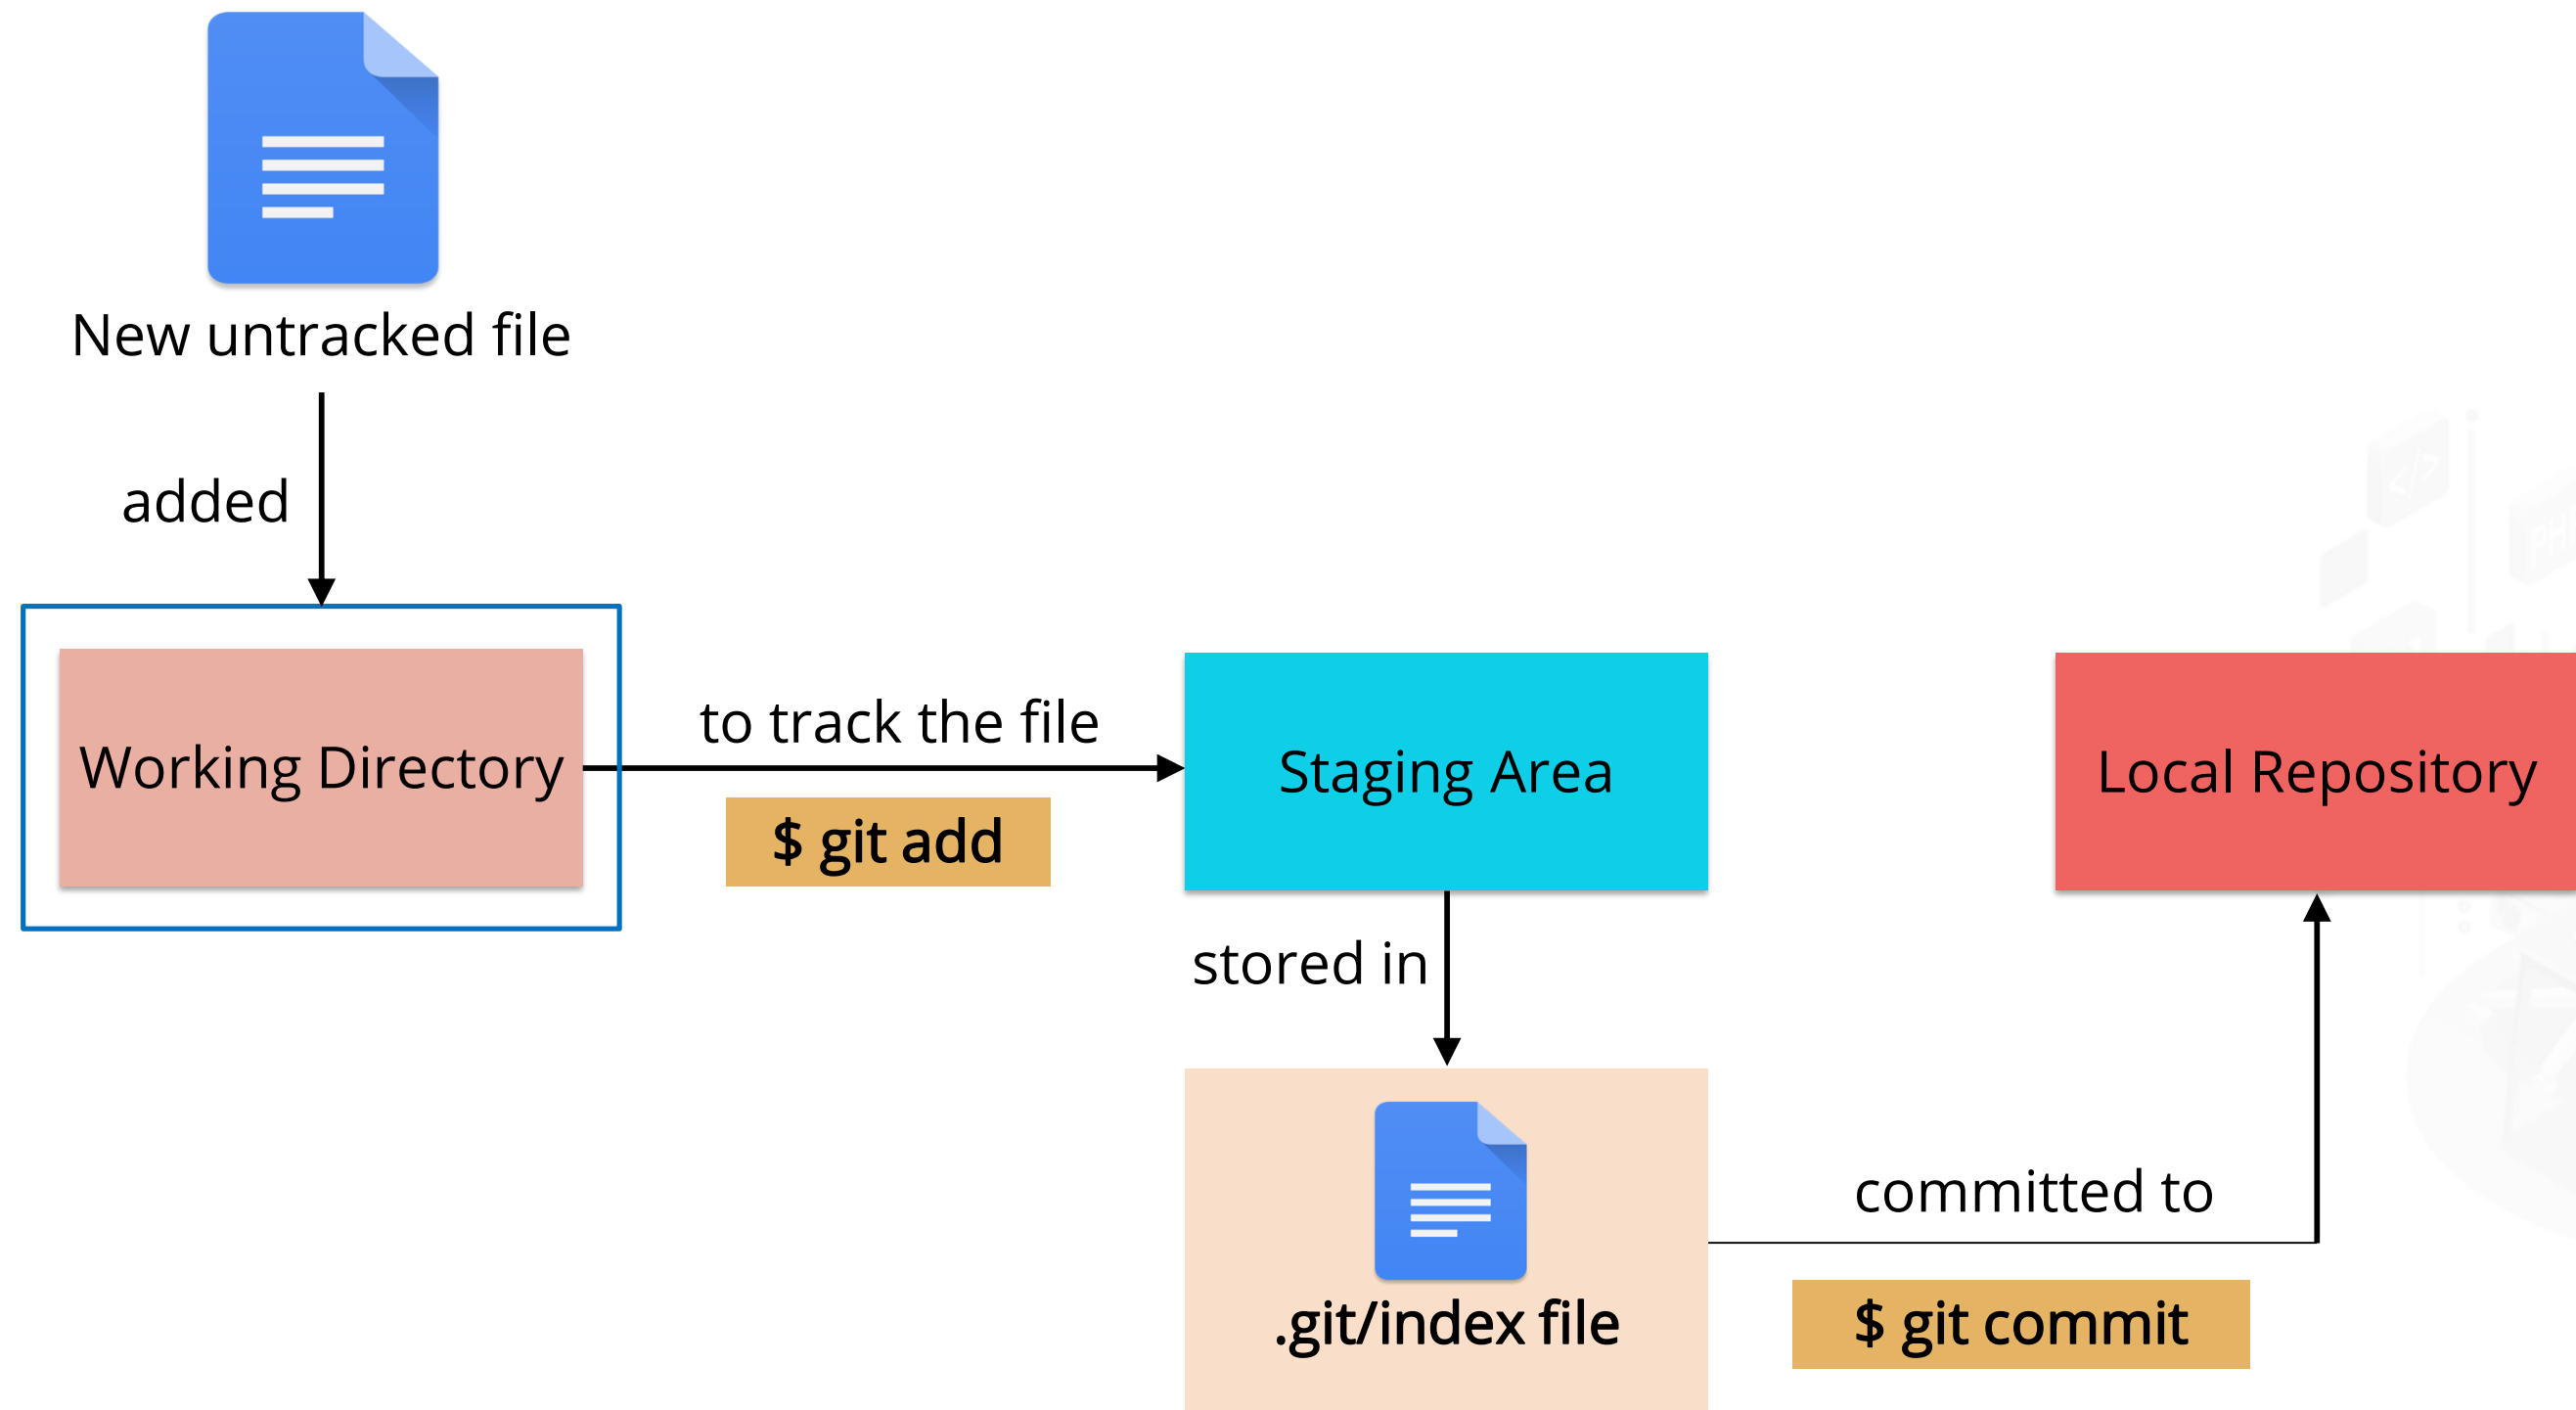 New untracked file
added
Working Directory
to track the file
$ git add
Staging Area
Local Repository
stored in
.git/index file
committed to
$ git commit